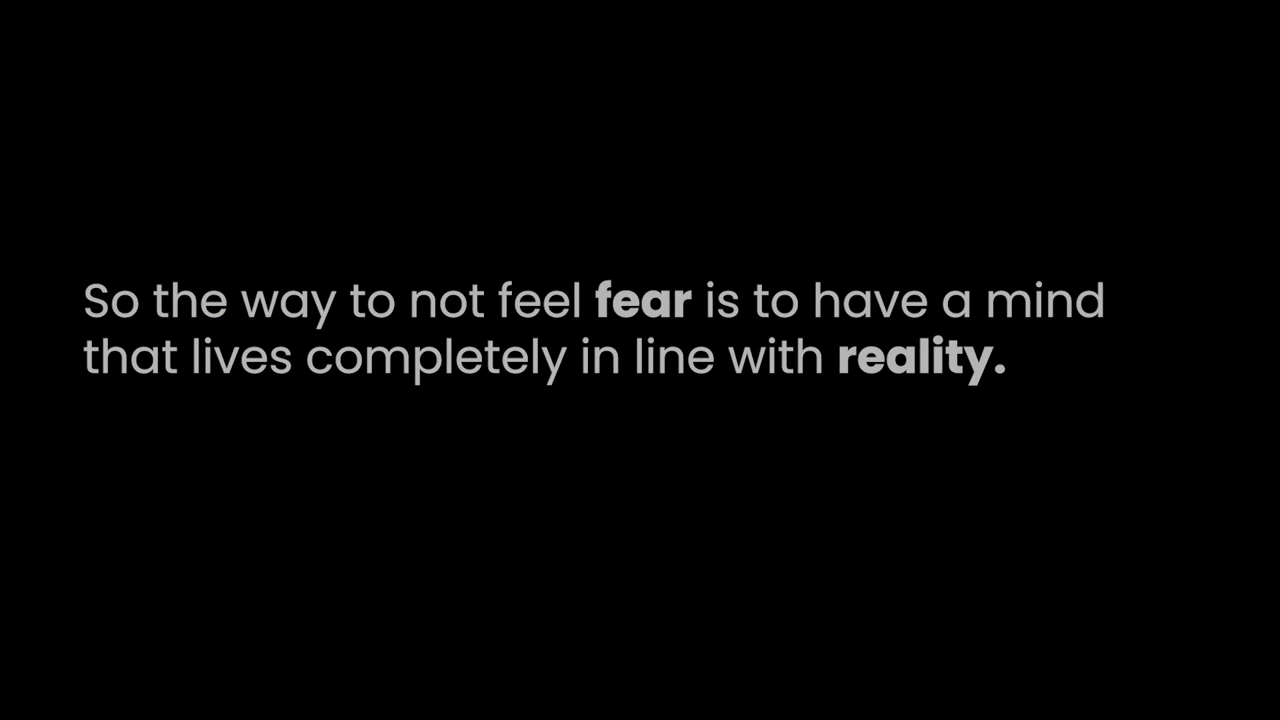 So the way to not feel fear is to have a mind
that lives completely in line with reality.